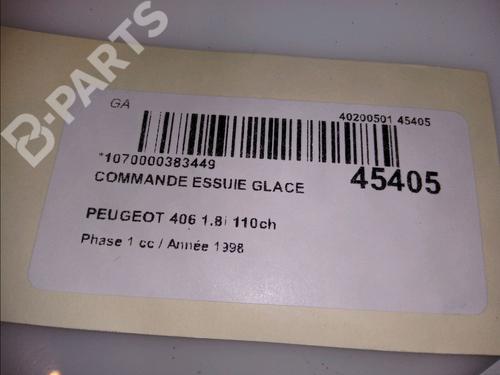 B-PARTS
GA
40200501 45405
*1070000383449
45405
COMMANDE ESSUIE GLACE
PEUGEOT 406 1.8i 110ch
Phase 1 cc / Année 1998